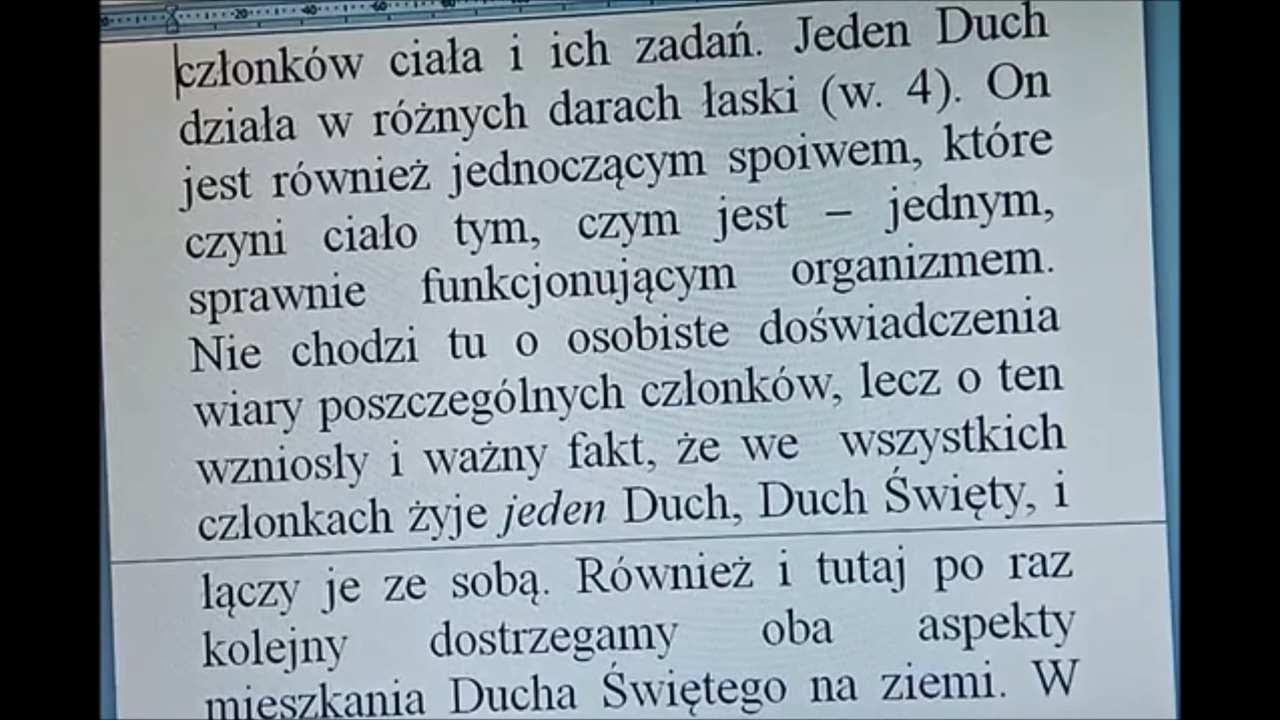 członków ciała i ich zadań. Jeden Duch
działa w różnych darach łaski (w. 4). On
jest również jednoczącym spoiwem, które
czyni ciało tym, czym jest – jednym,
sprawnie funkcjonującym organizmem.
Nie chodzi tu o osobiste doświadczenia
wiary poszczególnych członków, lecz o ten
wzniosły i ważny fakt, że we wszystkich
członkach żyje jeden Duch, Duch Święty, i
łączy je ze sobą. Również i tutaj po raz
kolejny dostrzegamy oba aspekty
mieszkania Ducha Świętego na ziemi. W